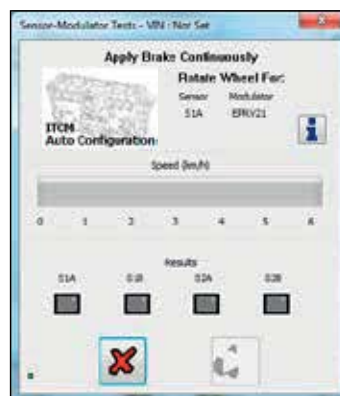 Sensor-Modulator Tests - VIN : Not Set
Apply Brake Continuously
Rotate Wheel For:
Sensor Modulator
S1A EPRV21
ITCM
Auto Configuration
Speed (km/h)
0 1 2 3 4 5 6
Results
S1A S1B S2A S2B